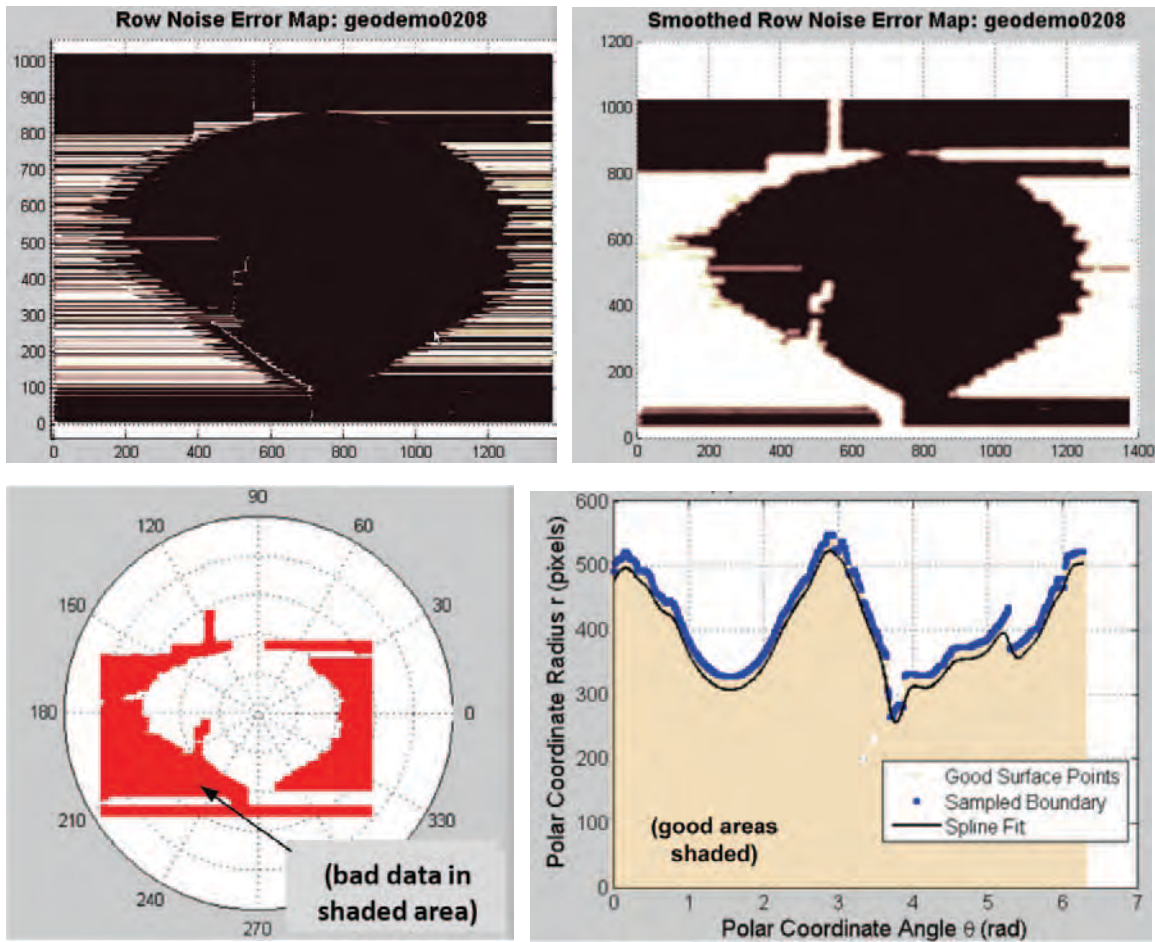 Row Noise Error Map: geodemo0208
1000
900
800
700
600
500
400
300
200
100
0
0 200 400 600 800 1000 1200
Smoothed Row Noise Error Map: geodemo0208
1200
1000
800
600
400
200
0
0 200 400 600 800 1000 1200 1400
90
120 60
150 30
180 0
210 330
240
270
(bad data in
shaded area)
Polar Coordinate Radius r (pixels)
600
500
400
300
200
100
0
0 1 2 3 4 5 6 7
Good Surface Points
Sampled Boundary
Spline Fit
(good areas
shaded)
Polar Coordinate Angle θ (rad)